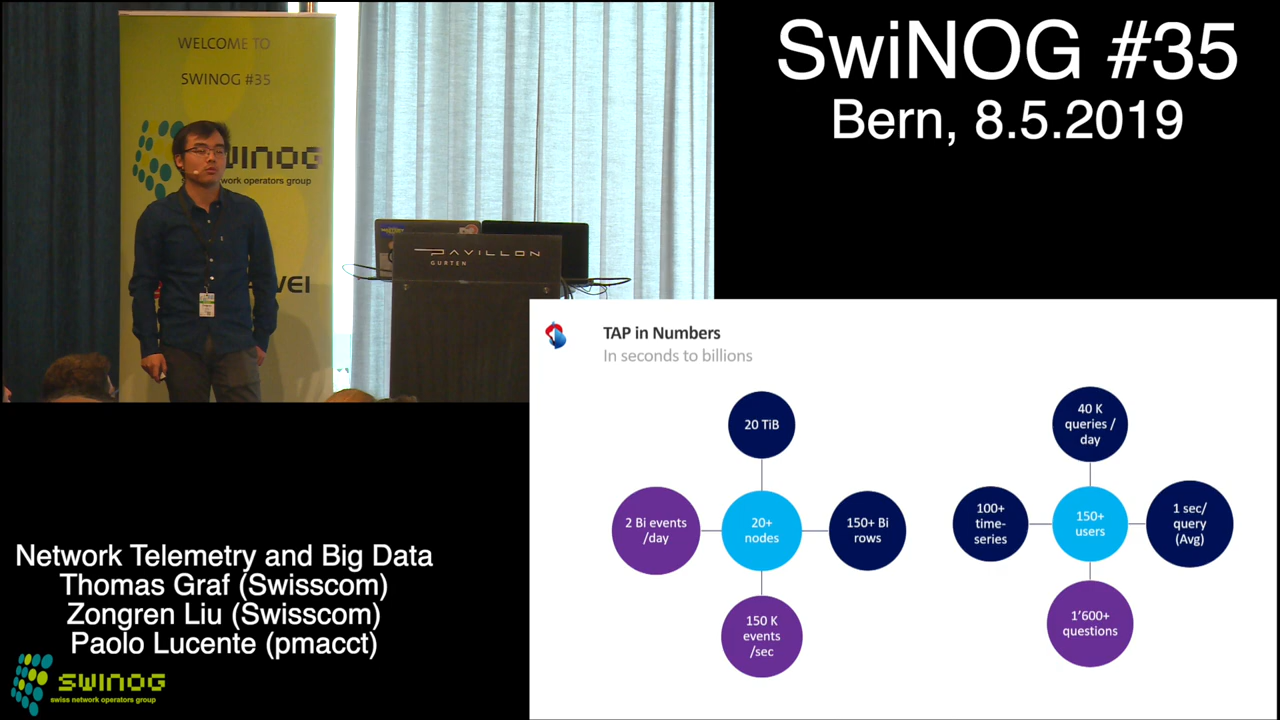 WELCOME TO
SWINOG #35
SWINOG
work operators group
VEI
PAVILLON
GURTEN
SwiNOG #35
Bern, 8.5.2019
TAP in Numbers
In seconds to billions
20 TiB
2 Bi events
/day
20+
nodes
150+ Bi
rows
150 K
events
/sec
40 K
queries /
day
100+
time-
series
150+
users
1 sec/
query
(Avg)
1'600+
questions
Network Telemetry and Big Data
Thomas Graf (Swisscom)
Zongren Liu (Swisscom)
Paolo Lucente (pmacct)
swinog
swiss network operators group